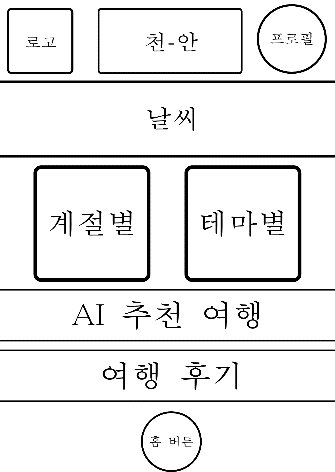 로고 천-안 프로필
날씨
계절별 테마별
AI 추천 여행
여행 후기
홈 버튼